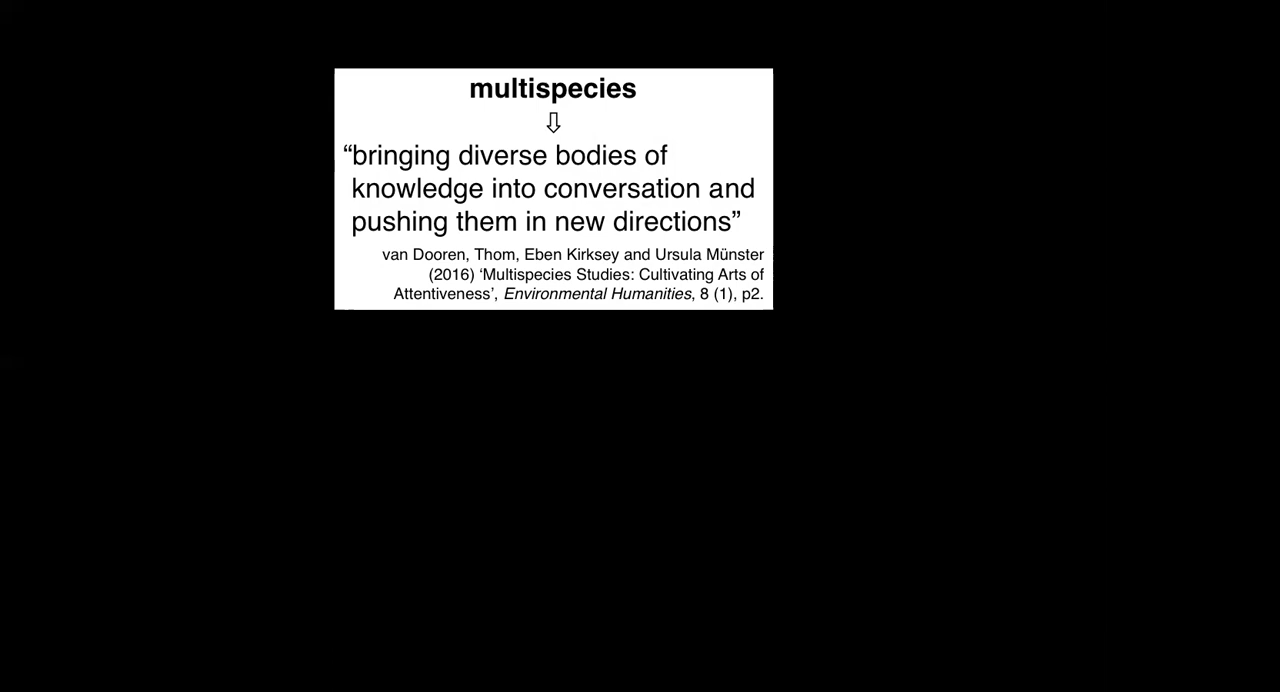 multispecies
⇩
“bringing diverse bodies of
knowledge into conversation and
pushing them in new directions”
van Dooren, Thom, Eben Kirksey and Ursula Münster
(2016) ‘Multispecies Studies: Cultivating Arts of
Attentiveness’, Environmental Humanities, 8 (1), p2.